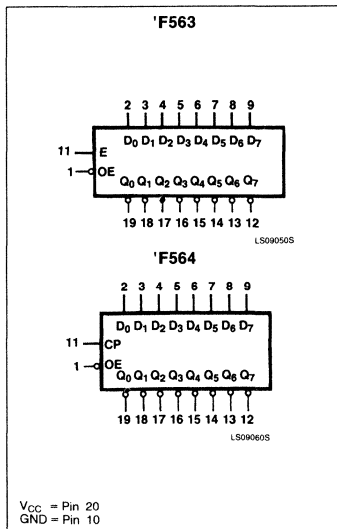 'F563
2 3 4 5 6 7 8 9
D0 D1 D2 D3 D4 D5 D6 D7
11 E
1 OE
Q0 Q1 Q2 Q3 Q4 Q5 Q6 Q7
19 18 17 16 15 14 13 12
LS09050S
'F564
2 3 4 5 6 7 8 9
D0 D1 D2 D3 D4 D5 D6 D7
11 CP
1 OE
Q0 Q1 Q2 Q3 Q4 Q5 Q6 Q7
19 18 17 16 15 14 13 12
LS09060S
VCC = Pin 20
GND = Pin 10